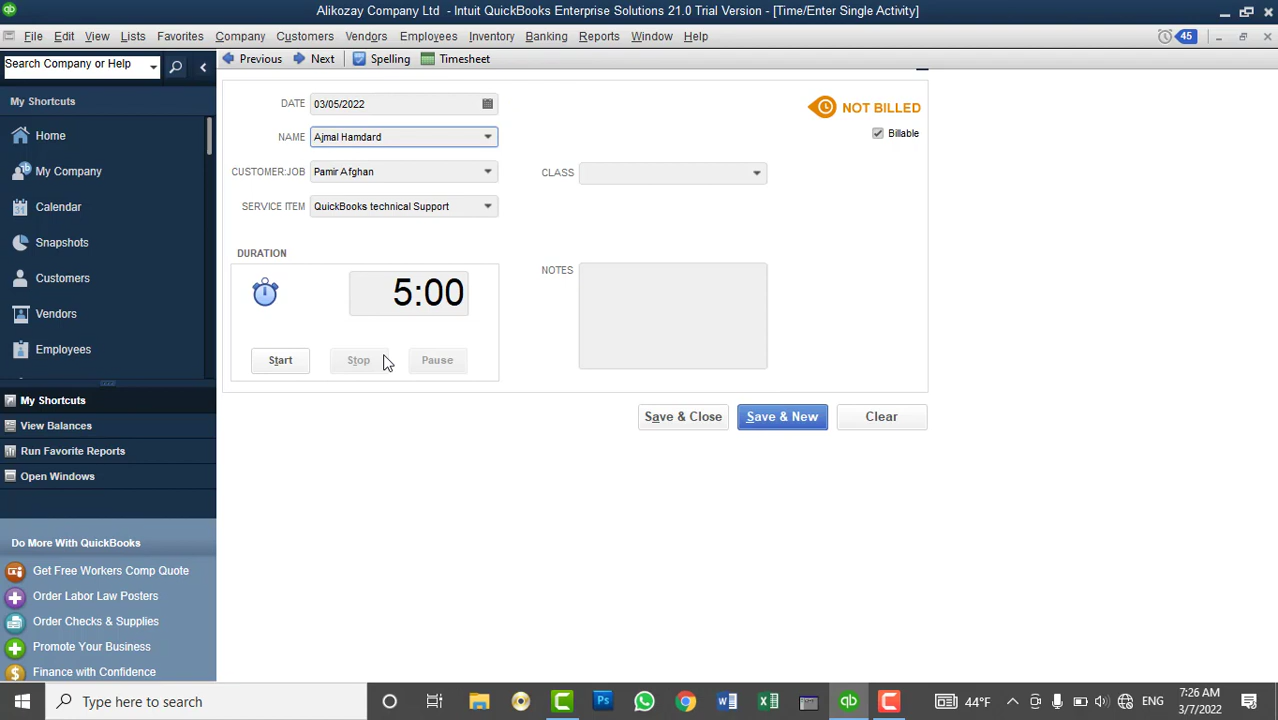 qb Alikozay Company Ltd - Intuit QuickBooks Enterprise Solutions 21.0 Trial Version - [Time/Enter Single Activity]
File Edit View Lists Favorites Company Customers Vendors Employees Inventory Banking Reports Window Help 45
Search Company or Help
Previous Next Spelling Timesheet
My Shortcuts
Home
My Company
Calendar
Snapshots
Customers
Vendors
Employees
My Shortcuts
View Balances
Run Favorite Reports
Open Windows
Do More With QuickBooks
Get Free Workers Comp Quote
Order Labor Law Posters
Order Checks & Supplies
Promote Your Business
Finance with Confidence
DATE 03/05/2022
NOT BILLED
NAME Ajmal Hamdard
Billable
CUSTOMER:JOB Pamir Afghan
CLASS
SERVICE ITEM QuickBooks technical Support
DURATION
5:00
NOTES
Start Stop Pause
Save & Close Save & New Clear
Type here to search
Ps
W
X
qb
C
44°F
ENG
7:26 AM
3/7/2022